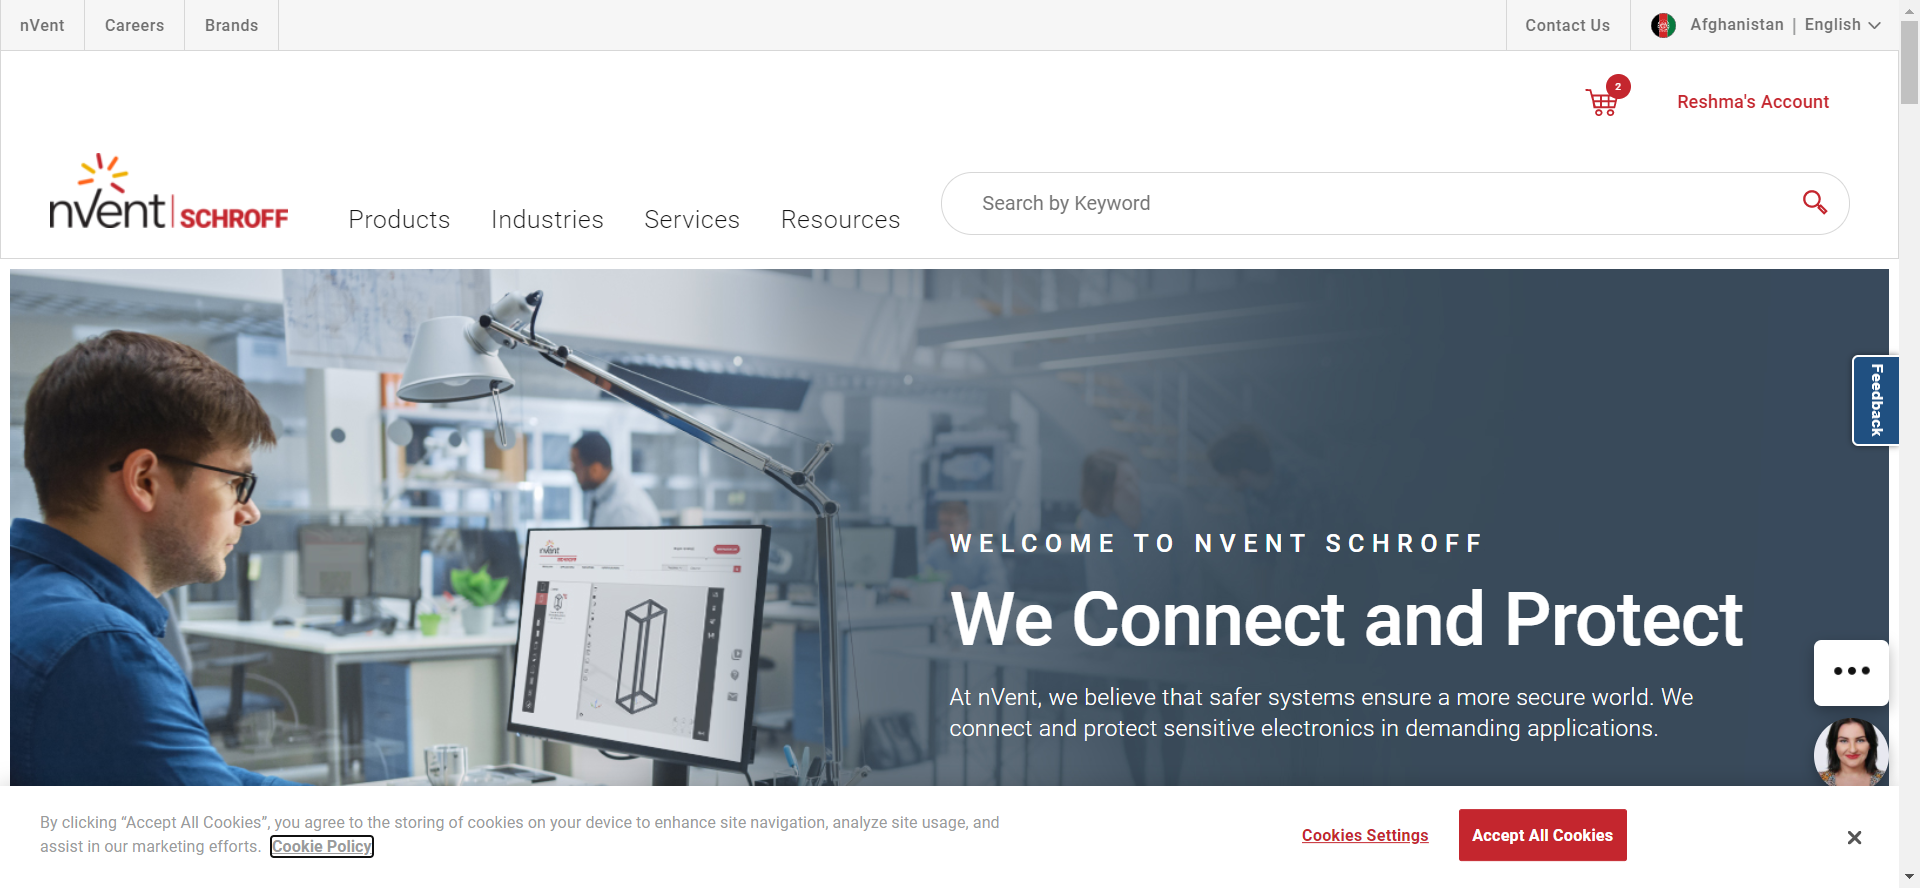 nVent
Careers
Brands
Contact Us
Afghanistan | English
2
Reshma's Account
nVent | SCHROFF
Products
Industries
Services
Resources
Search by Keyword
Feedback
nVent
SCHROFF
WELCOME TO NVENT SCHROFF
We Connect and Protect
At nVent, we believe that safer systems ensure a more secure world. We
connect and protect sensitive electronics in demanding applications.
By clicking “Accept All Cookies”, you agree to the storing of cookies on your device to enhance site navigation, analyze site usage, and
assist in our marketing efforts. Cookie Policy
Cookies Settings
Accept All Cookies